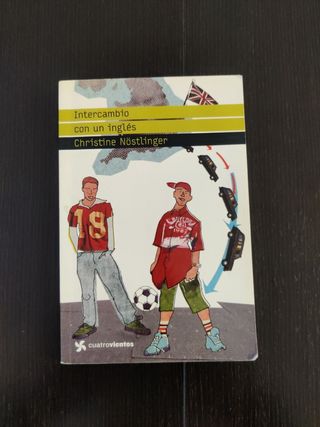 Intercambio
con un inglés
Christine Nöstlinger
18
cuatrovientos